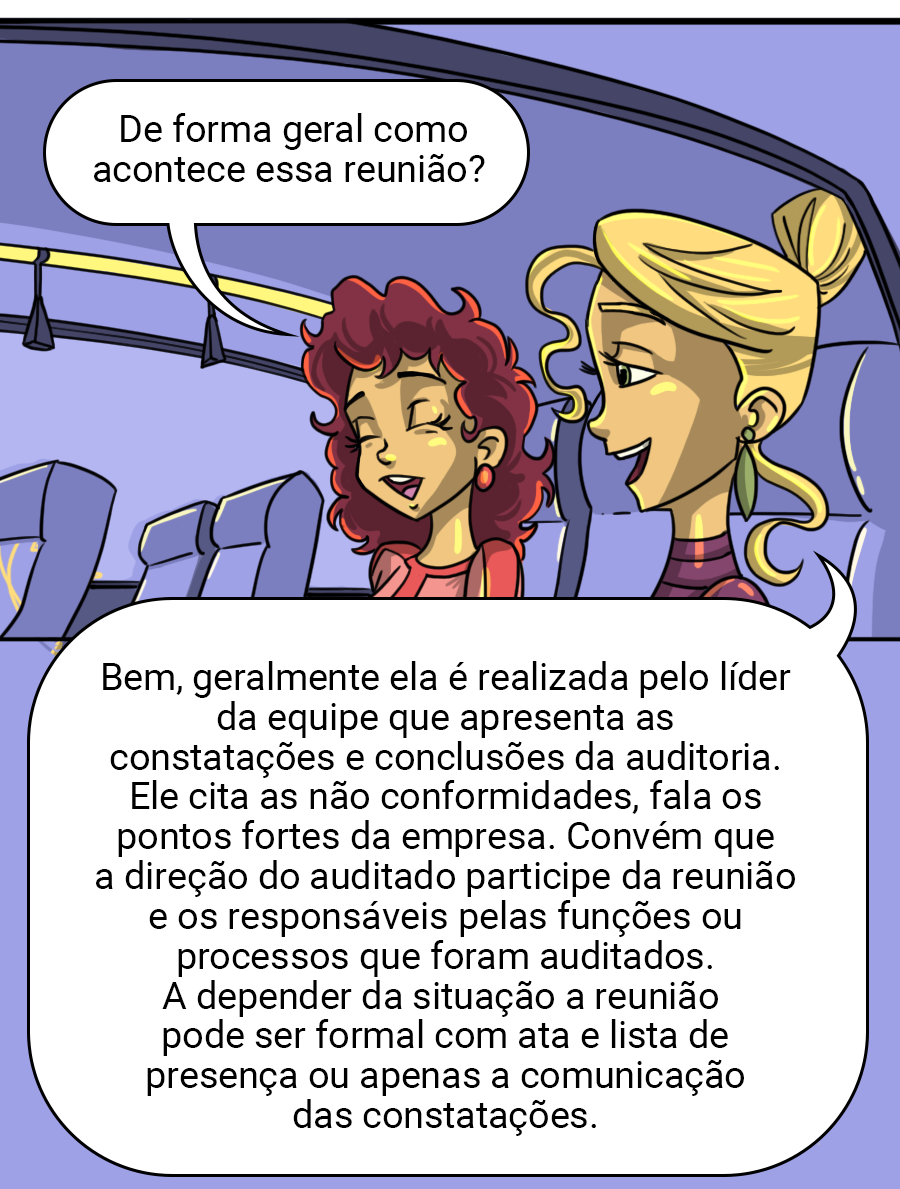 De forma geral como
acontece essa reunião?
Bem, geralmente ela é realizada pelo líder
da equipe que apresenta as
constatações e conclusões da auditoria.
Ele cita as não conformidades, fala os
pontos fortes da empresa. Convém que
a direção do auditado participe da reunião
e os responsáveis pelas funções ou
processos que foram auditados.
A depender da situação a reunião
pode ser formal com ata e lista de
presença ou apenas a comunicação
das constatações.